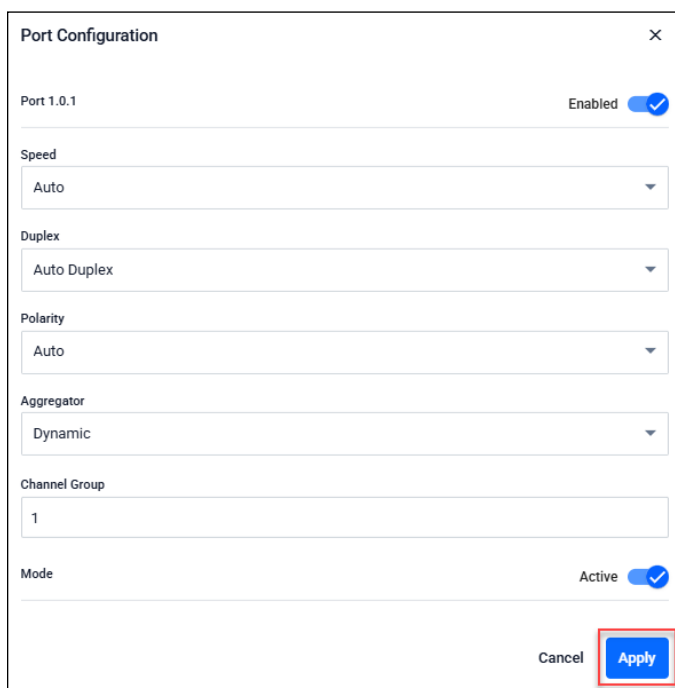 Port Configuration
Port 1.0.1 Enabled
Speed
Auto
Duplex
Auto Duplex
Polarity
Auto
Aggregator
Dynamic
Channel Group
1
Mode Active
Cancel Apply